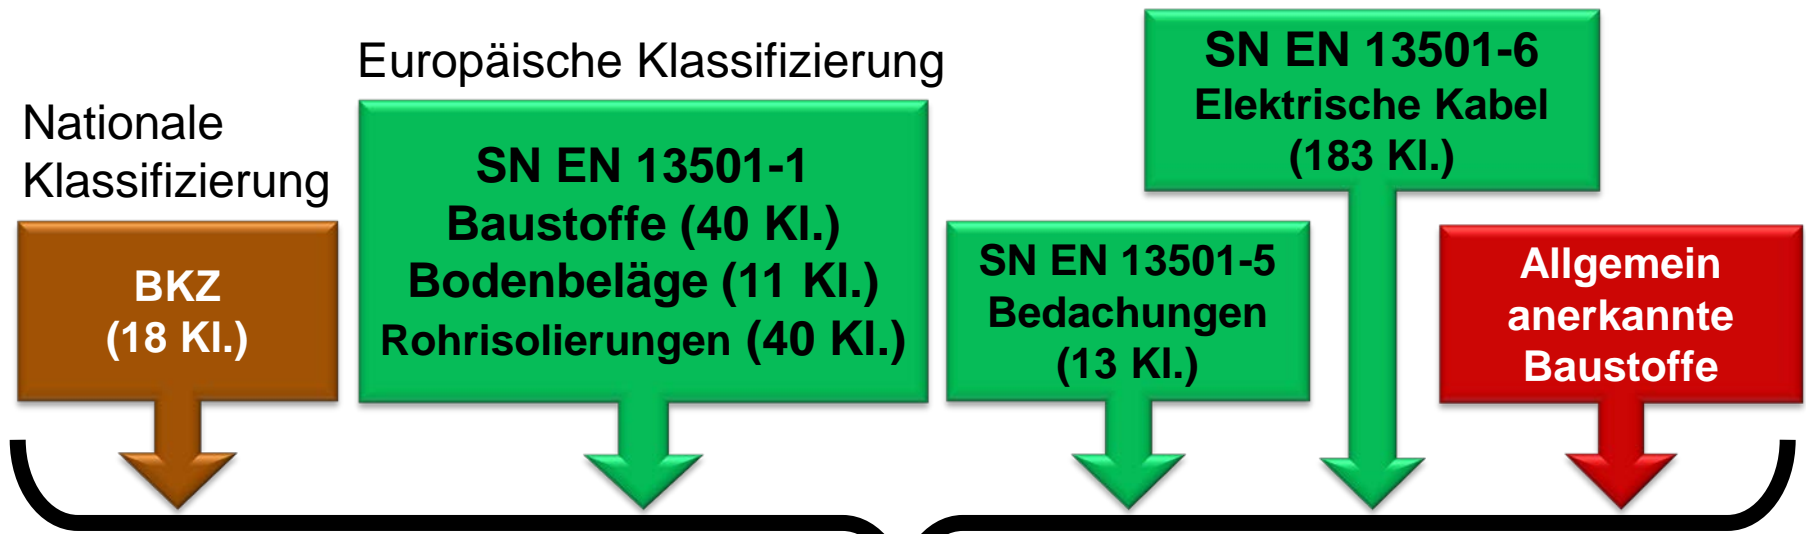 Nationale
Klassifizierung
BKZ
(18 Kl.)
Europäische Klassifizierung
SN EN 13501-1
Baustoffe (40 Kl.)
Bodenbeläge (11 Kl.)
Rohrisolierungen (40 Kl.)
SN EN 13501-5
Bedachungen
(13 Kl.)
SN EN 13501-6
Elektrische Kabel
(183 Kl.)
Allgemein
anerkannte
Baustoffe